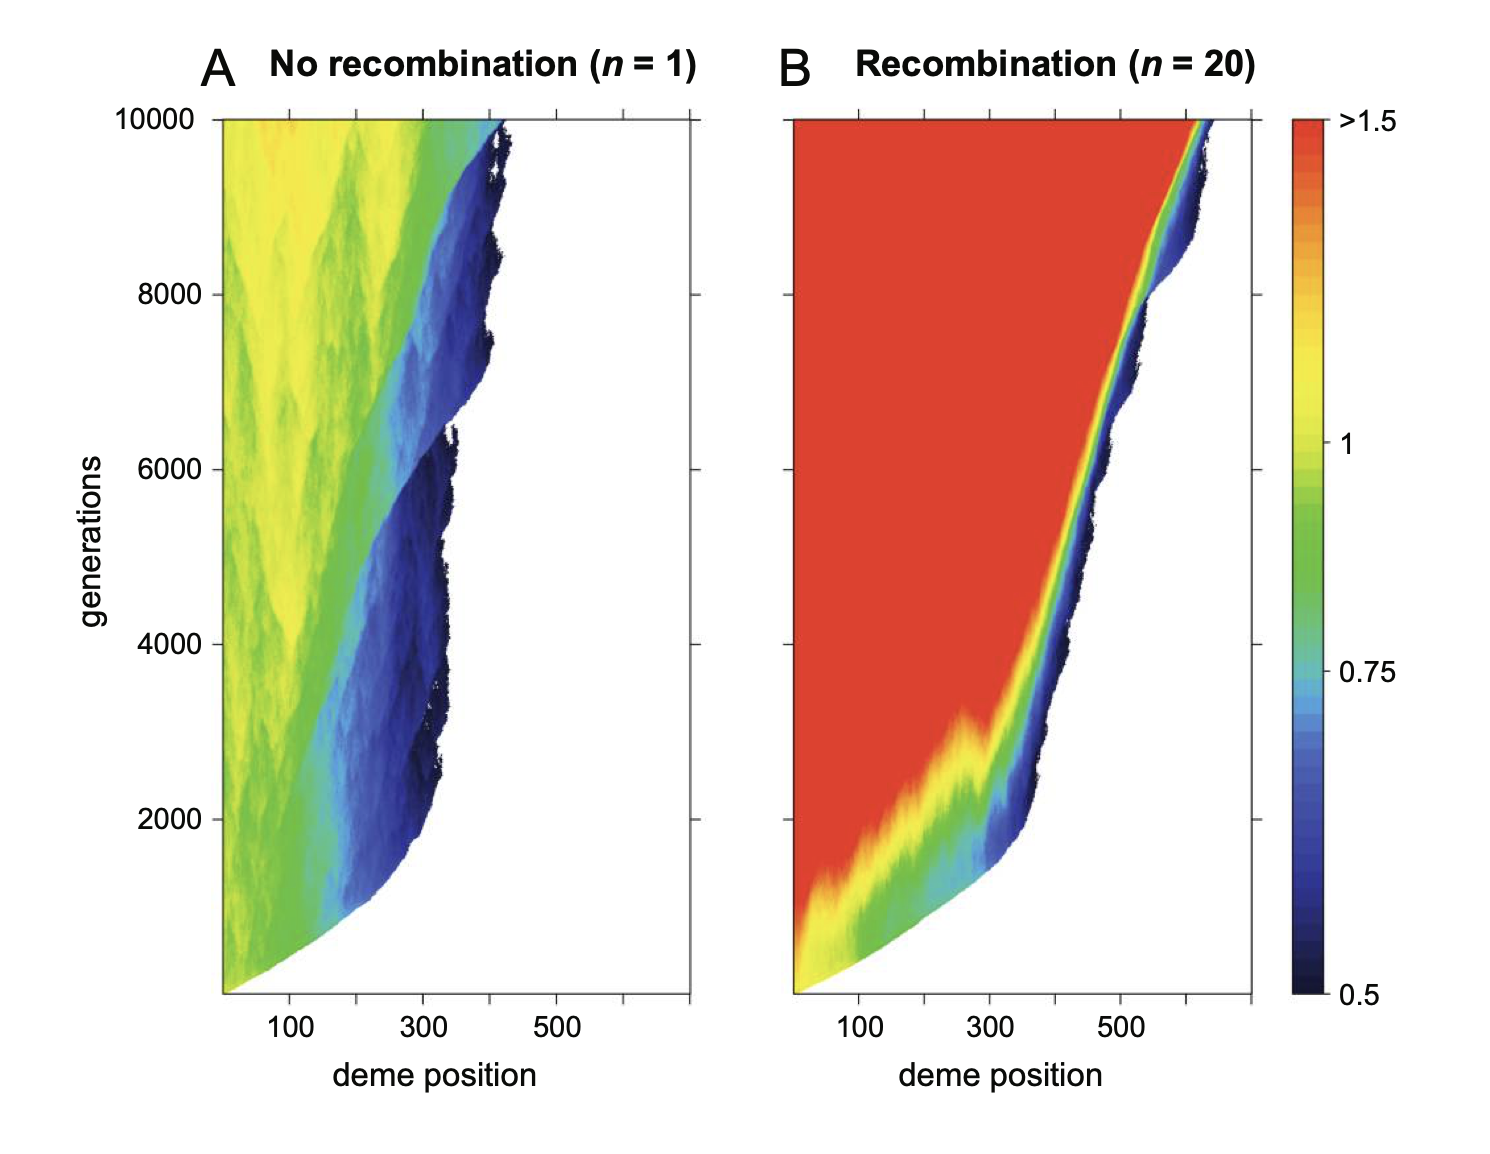 A No recombination (n = 1)
B Recombination (n = 20)
10000
8000
6000
4000
2000
generations
100 300 500
deme position
100 300 500
deme position
>1.5
1
0.75
0.5